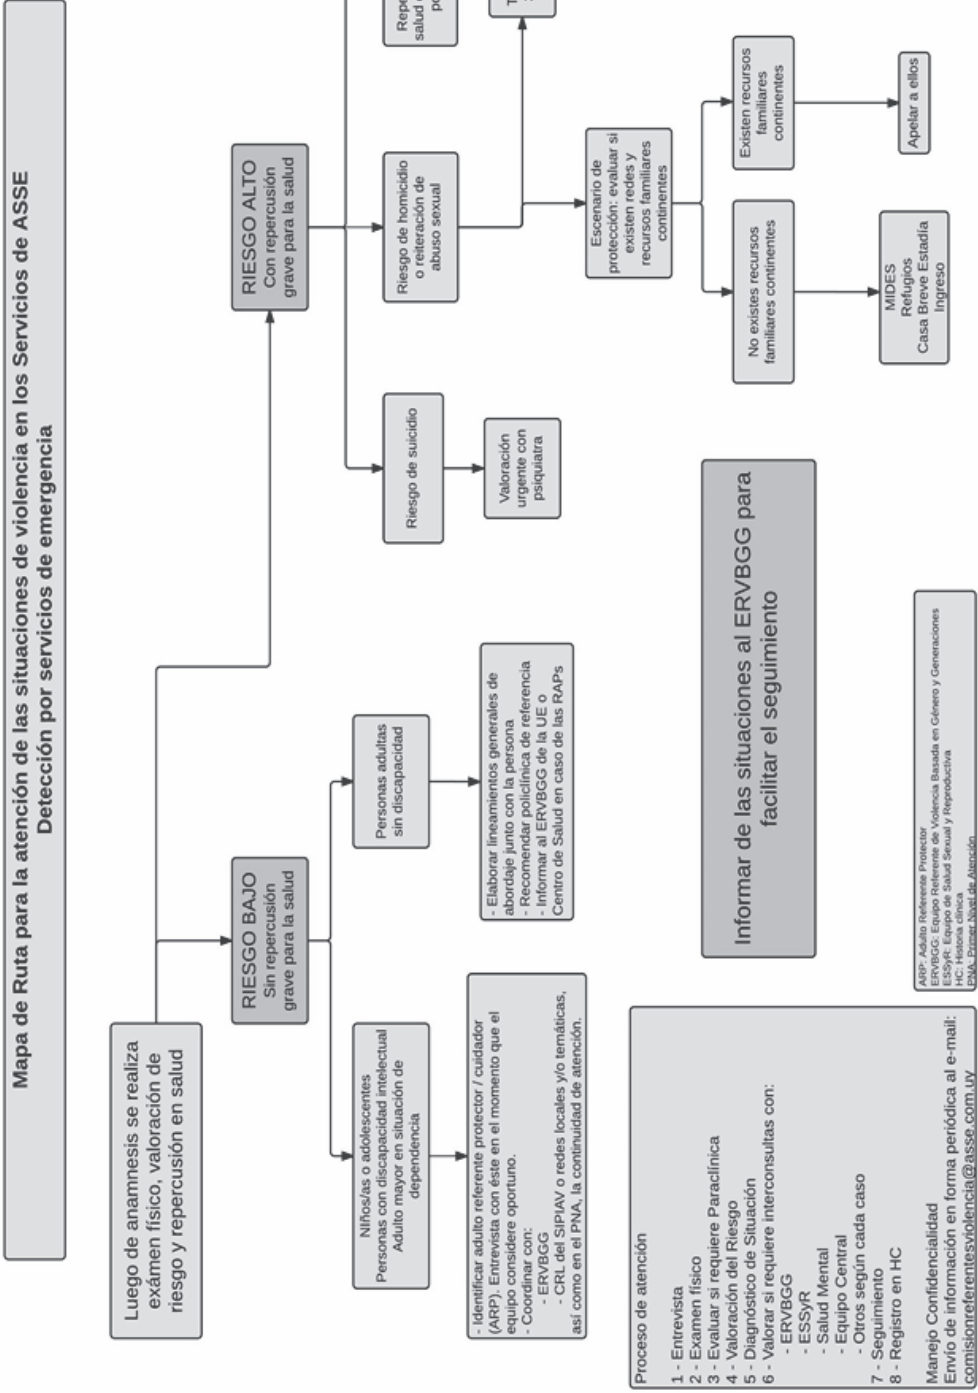 Mapa de Ruta para la atención de las situaciones de violencia en los Servicios de ASSE
Detección por servicios de emergencia
Luego de anamnesis se realiza
exámen físico, valoración de
riesgo y repercusión en salud
RIESGO BAJO
Sin repercusión
grave para la salud
RIESGO ALTO
Con repercusión
grave para la salud
Niños/as o adolescentes
Personas con discapacidad intelectual
Adulto mayor en situación de
dependencia
Personas adultas
sin discapacidad
Riesgo de suicidio
Riesgo de homicidio
o reiteración de
abuso sexual
Repe
salud
po
- Identificar adulto referente protector / cuidador
(ARP). Entrevista con éste en el momento que el
equipo considere oportuno.
- Coordinar con:
- ERVBGG
- CRL del SIPIAV o redes locales y/o temáticas,
así como en el PNA, la continuidad de atención.
- Elaborar lineamientos generales de
abordaje junto con la persona
- Recomendar policlínica de referencia
- Informar al ERVBGG de la UE o
Centro de Salud en caso de las RAPs
Valoración
urgente con
psiquiatra
Escenario de
protección: evaluar si
existen redes y
recursos familiares
continentes
No existes recursos
familiares continentes
Existen recursos
familiares
continentes
MIDES
Refugios
Casa Breve Estadía
Ingreso
Apelar a ellos
Informar de las situaciones al ERVBGG para
facilitar el seguimiento
Proceso de atención
1 - Entrevista
2 - Examen físico
3 - Evaluar si requiere Paraclínica
4 - Valoración del Riesgo
5 - Diagnóstico de Situación
6 - Valorar si requiere interconsultas con:
- ERVBGG
- ESSyR
- Salud Mental
- Equipo Central
- Otros según cada caso
7 - Seguimiento
8 - Registro en HC
Manejo Confidencialidad
Envío de información en forma periódica al e-mail:
comisionreferentesviolencia@asse.com.uy
ARP: Adulto Referente Protector
ERVBGG: Equipo Referente de Violencia Basada en Género y Generaciones
ESSyR: Equipo de Salud Sexual y Reproductiva
HC: Historia clínica
PNA: Primer Nivel de Atención